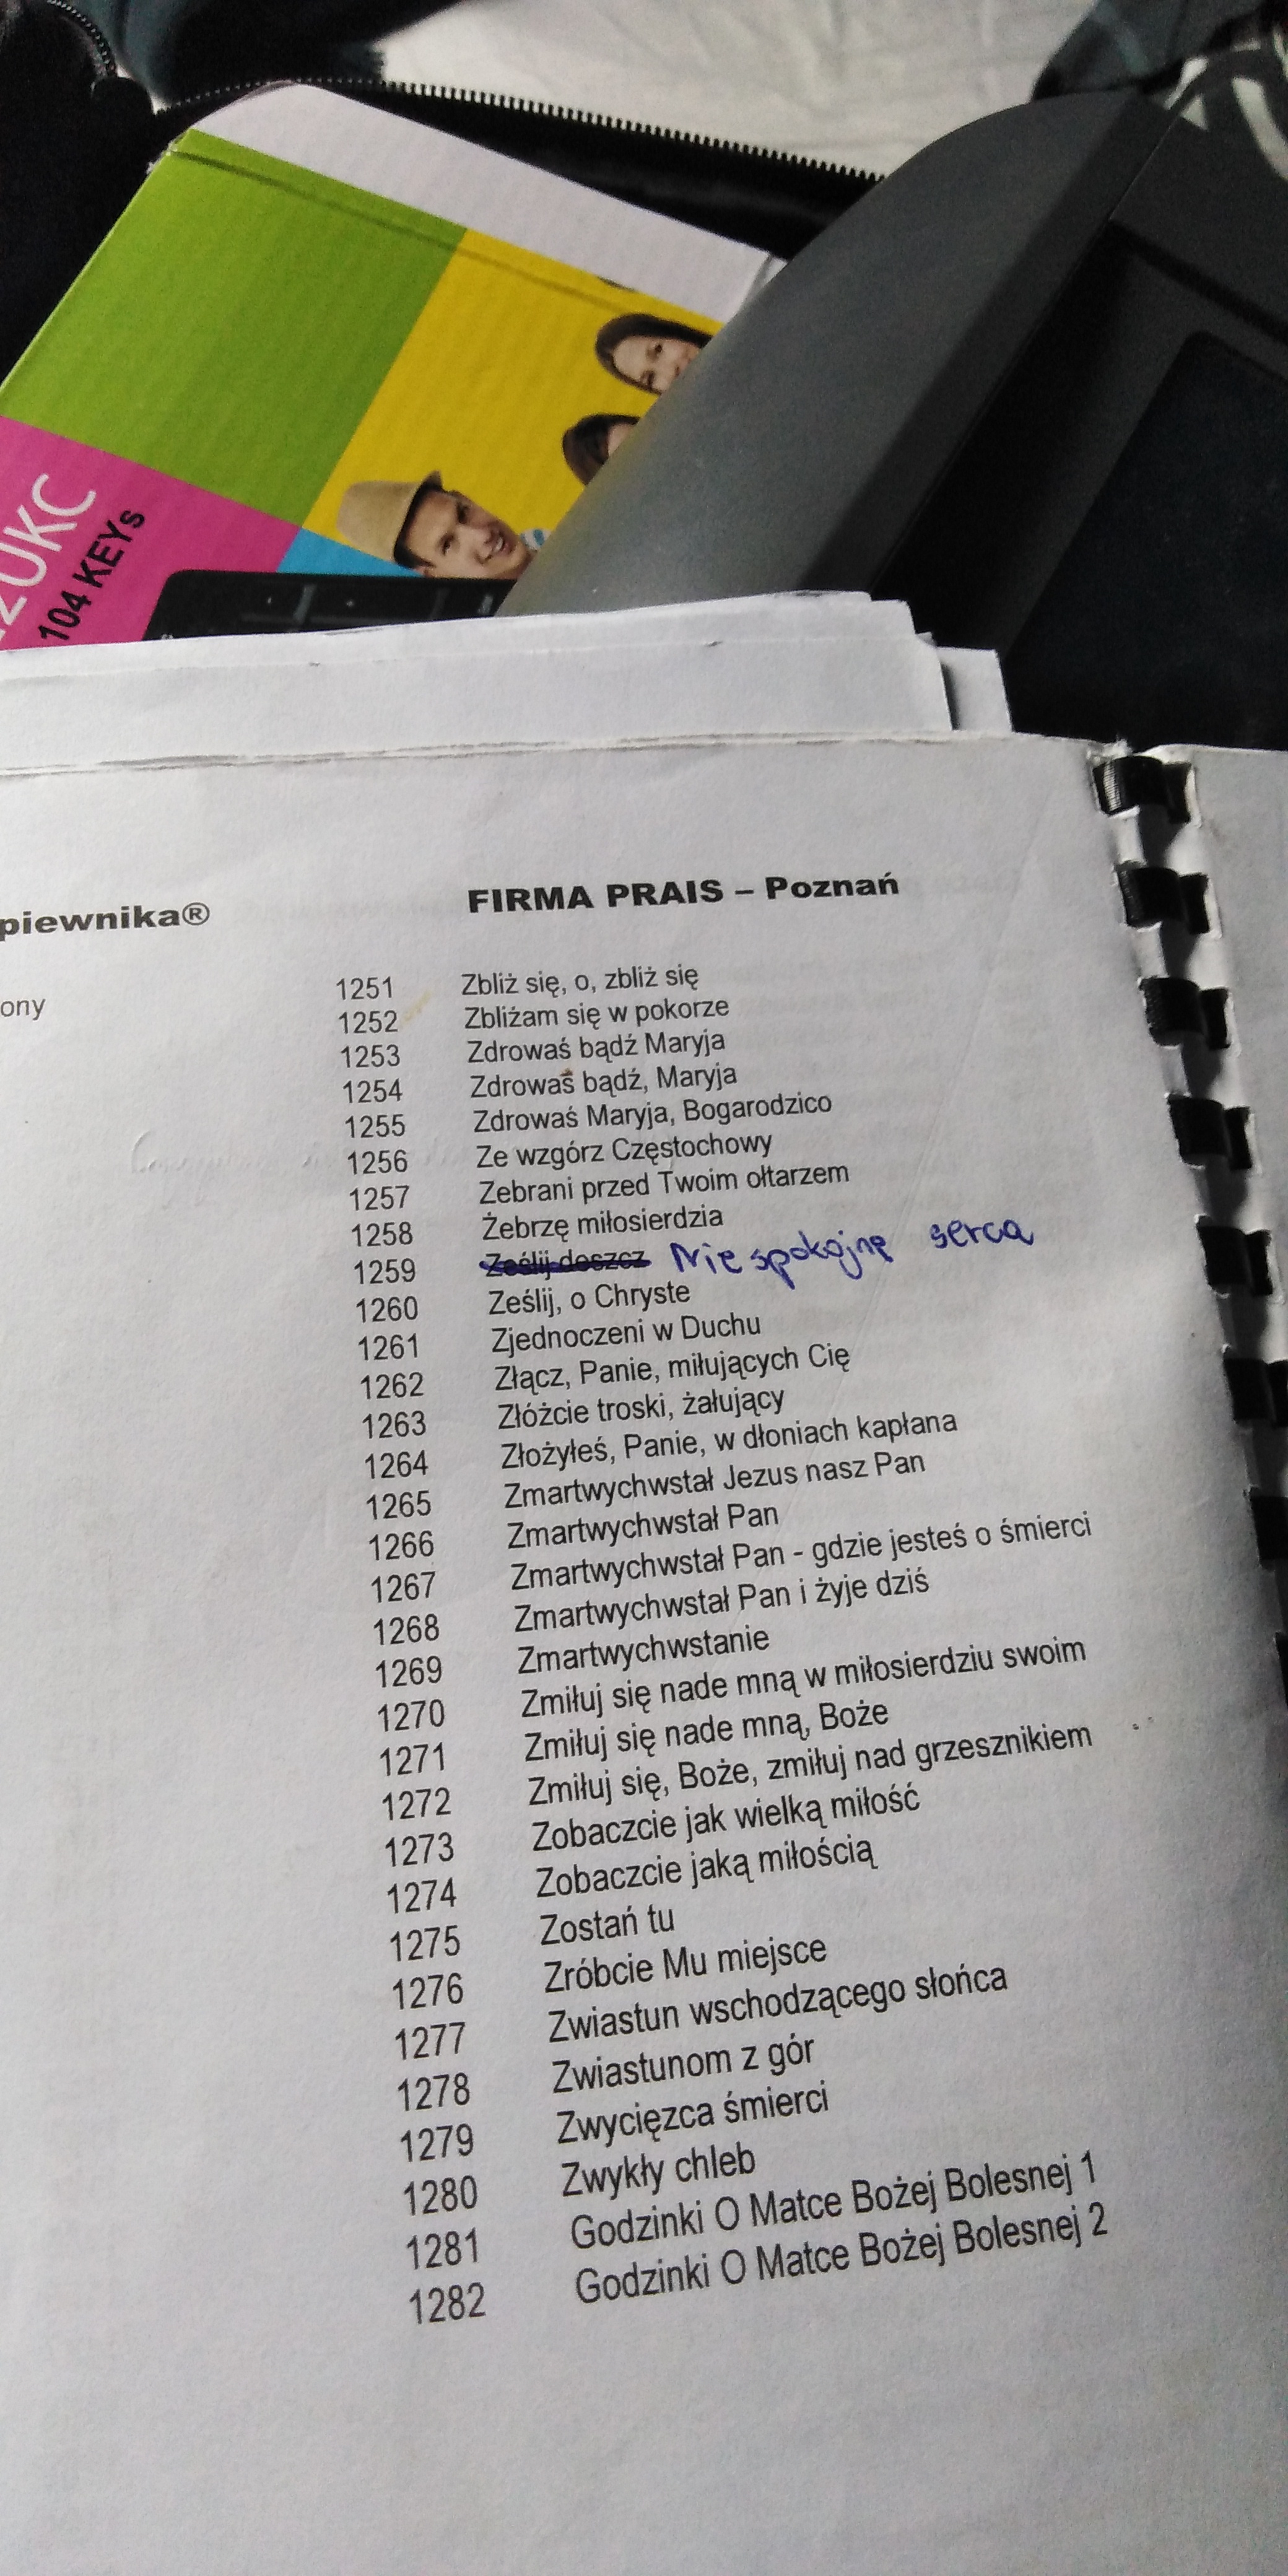 2UKC
104 KEYs
piewnika® FIRMA PRAIS – Poznań
ony
1251 Zbliż się, o, zbliż się
1252 Zbliżam się w pokorze
1253 Zdrowaś bądź Maryja
1254 Zdrowaś bądź, Maryja
1255 Zdrowaś Maryja, Bogarodzico
1256 Ze wzgórz Częstochowy
1257 Zebrani przed Twoim ołtarzem
1258 Żebrzę miłosierdzia
1259 Ześlij deszcz Niespokojnę serca
1260 Ześlij, o Chryste
1261 Zjednoczeni w Duchu
1262 Złącz, Panie, miłujących Cię
1263 Złóżcie troski, żałujący
1264 Złożyłeś, Panie, w dłoniach kapłana
1265 Zmartwychwstał Jezus nasz Pan
1266 Zmartwychwstał Pan
1267 Zmartwychwstał Pan - gdzie jesteś o śmierci
1268 Zmartwychwstał Pan i żyje dziś
1269 Zmartwychwstanie
1270 Zmiłuj się nade mną w miłosierdziu swoim
1271 Zmiłuj się nade mną, Boże
1272 Zmiłuj się, Boże, zmiłuj nad grzesznikiem
1273 Zobaczcie jak wielką miłość
1274 Zobaczcie jaką miłością
1275 Zostań tu
1276 Zróbcie Mu miejsce
1277 Zwiastun wschodzącego słońca
1278 Zwiastunom z gór
1279 Zwycięzca śmierci
1280 Zwykły chleb
1281 Godzinki O Matce Bożej Bolesnej 1
1282 Godzinki O Matce Bożej Bolesnej 2